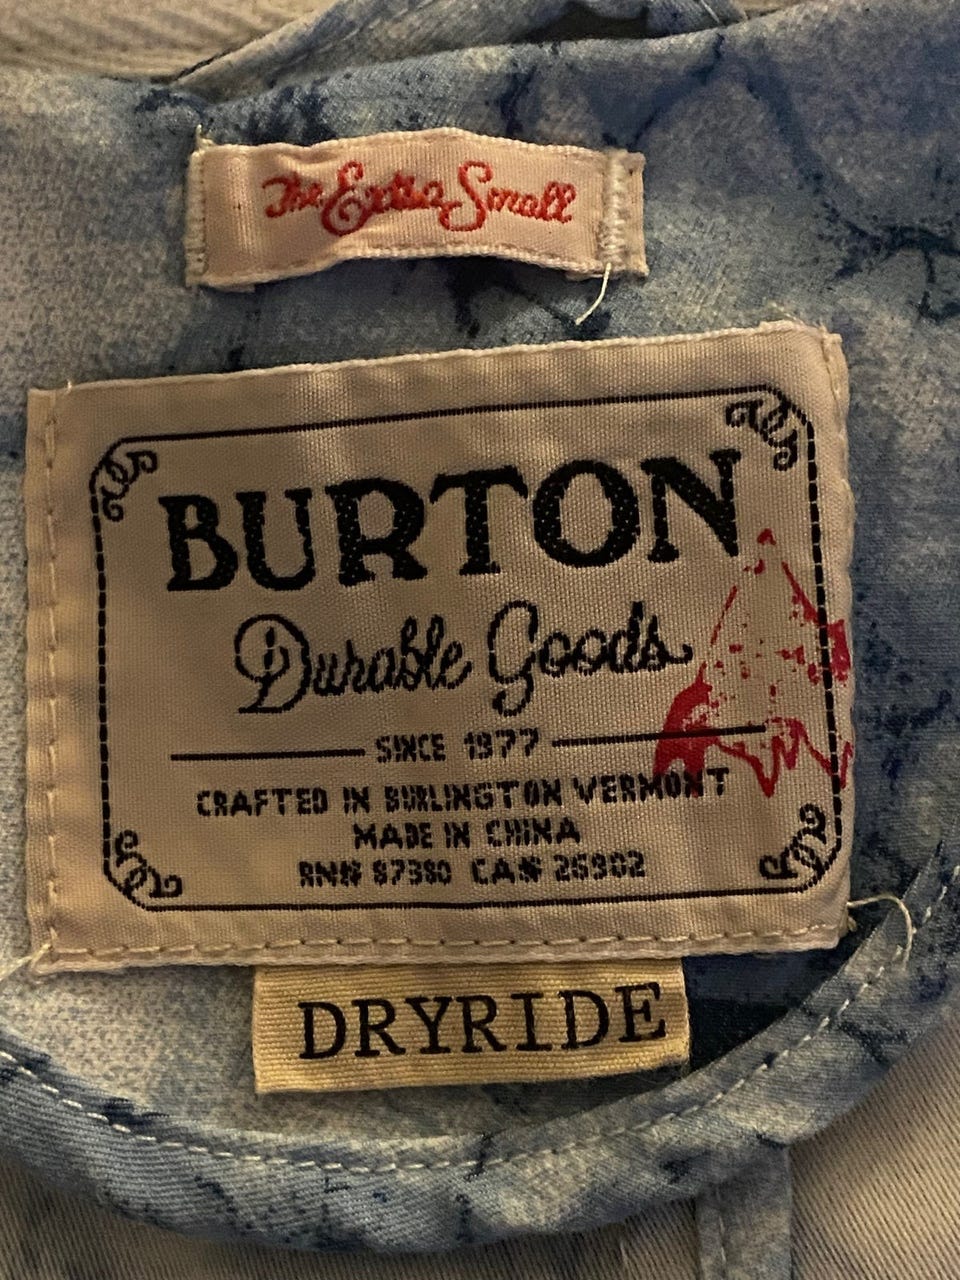 The Extra Small
BURTON
Durable Goods
SINCE 1977
CRAFTED IN BURLINGTON VERMONT
MADE IN CHINA
RN# 87380 CA# 26902
DRYRIDE